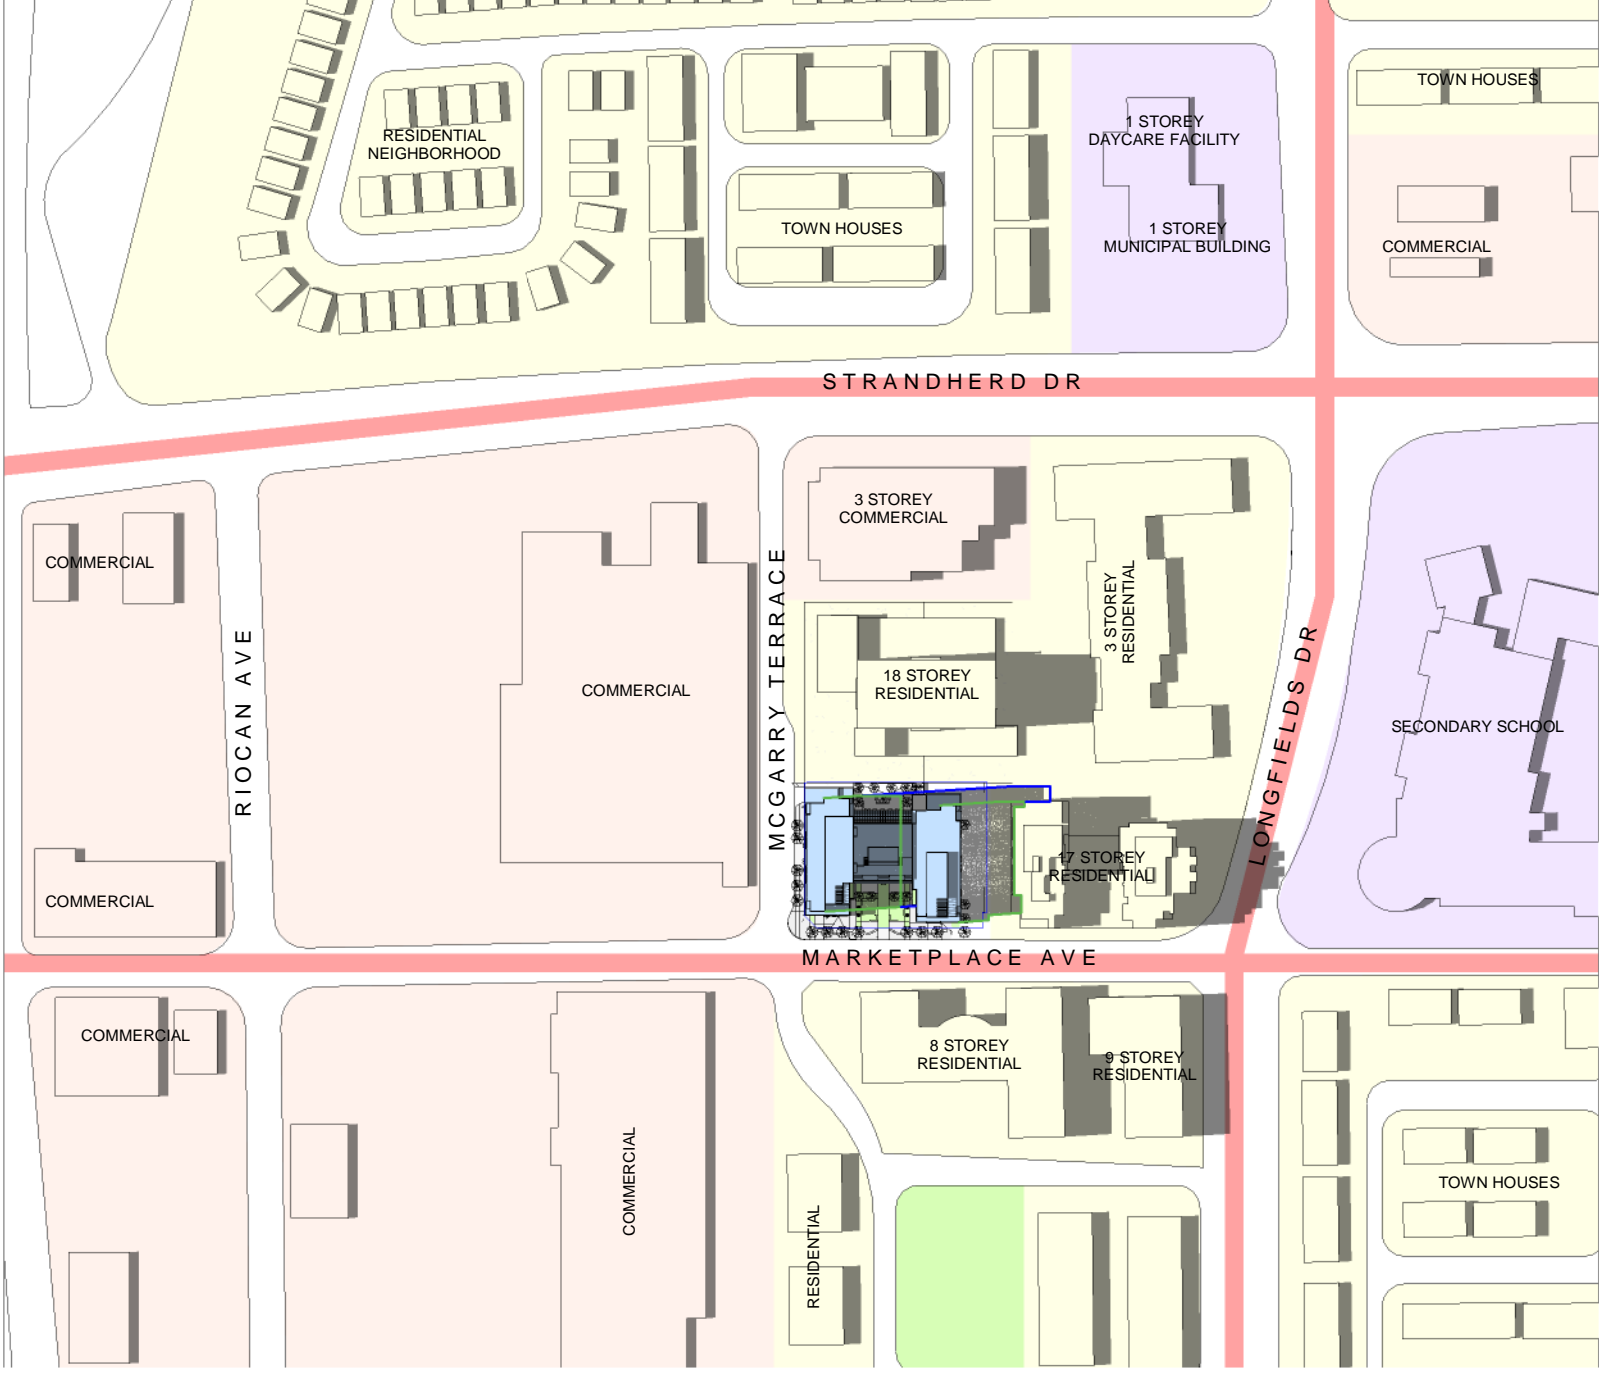 TOWN HOUSES
1 STOREY
DAYCARE FACILITY
RESIDENTIAL
NEIGHBORHOOD
TOWN HOUSES
1 STOREY
MUNICIPAL BUILDING
COMMERCIAL
STRANDHERD DR
3 STOREY
COMMERCIAL
COMMERCIAL
RIOCAN AVE
COMMERCIAL
MCGARRY TERRACE
18 STOREY
RESIDENTIAL
3 STOREY
RESIDENTIAL
LONGFIELDS DR
SECONDARY SCHOOL
17 STOREY
RESIDENTIAL
COMMERCIAL
MARKETPLACE AVE
COMMERCIAL
8 STOREY
RESIDENTIAL
9 STOREY
RESIDENTIAL
COMMERCIAL
RESIDENTIAL
TOWN HOUSES